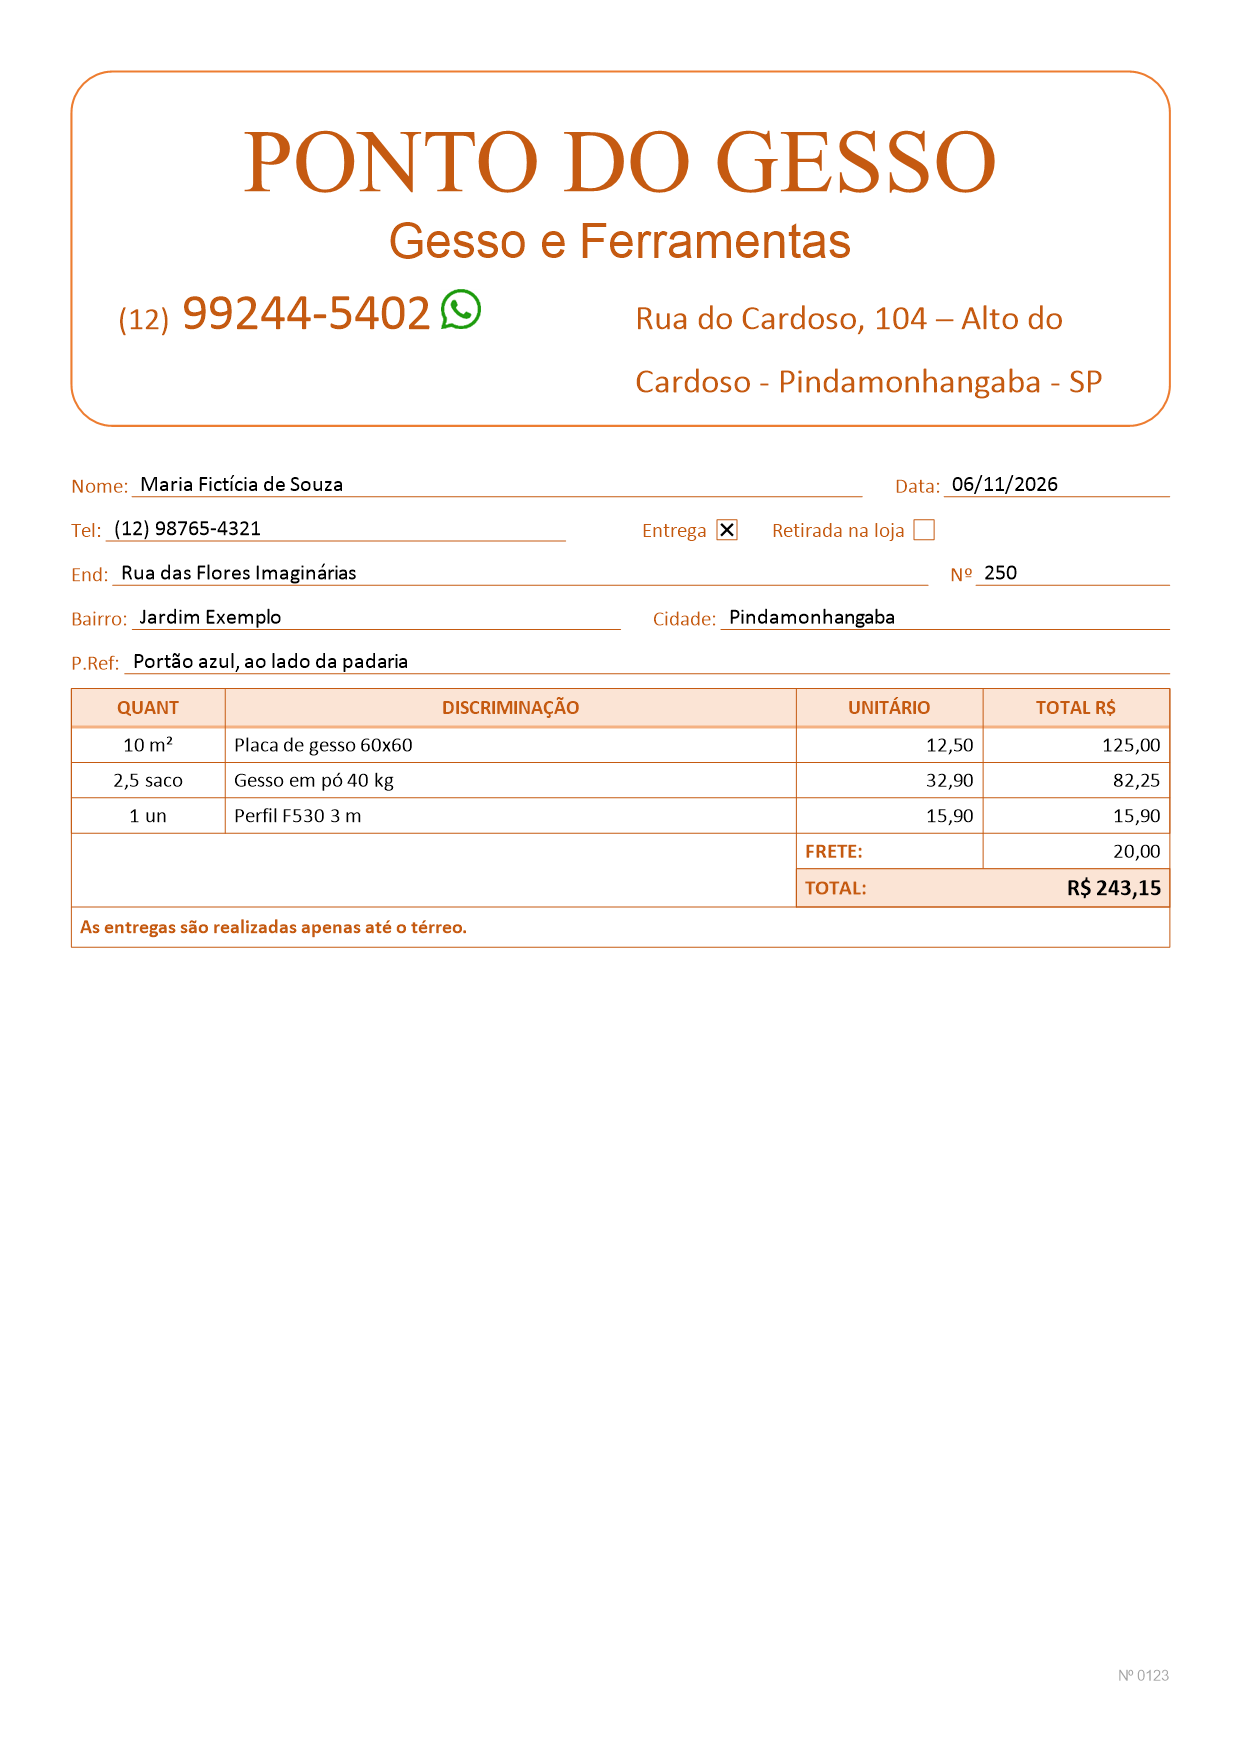 PONTO DO GESSO
Gesso e Ferramentas
(12) 99244-5402
Rua do Cardoso, 104 – Alto do
Cardoso - Pindamonhangaba - SP
Nome: Maria Fictícia de Souza Data: 06/11/2026
Tel: (12) 98765-4321 Entrega ☒ Retirada na loja ☐
End: Rua das Flores Imaginárias Nº 250
Bairro: Jardim Exemplo Cidade: Pindamonhangaba
P.Ref: Portão azul, ao lado da padaria
QUANT DISCRIMINAÇÃO UNITÁRIO TOTAL R$
10 m² Placa de gesso 60x60 12,50 125,00
2,5 saco Gesso em pó 40 kg 32,90 82,25
1 un Perfil F530 3 m 15,90 15,90
FRETE: 20,00
TOTAL: R$ 243,15
As entregas são realizadas apenas até o térreo.
Nº 0123